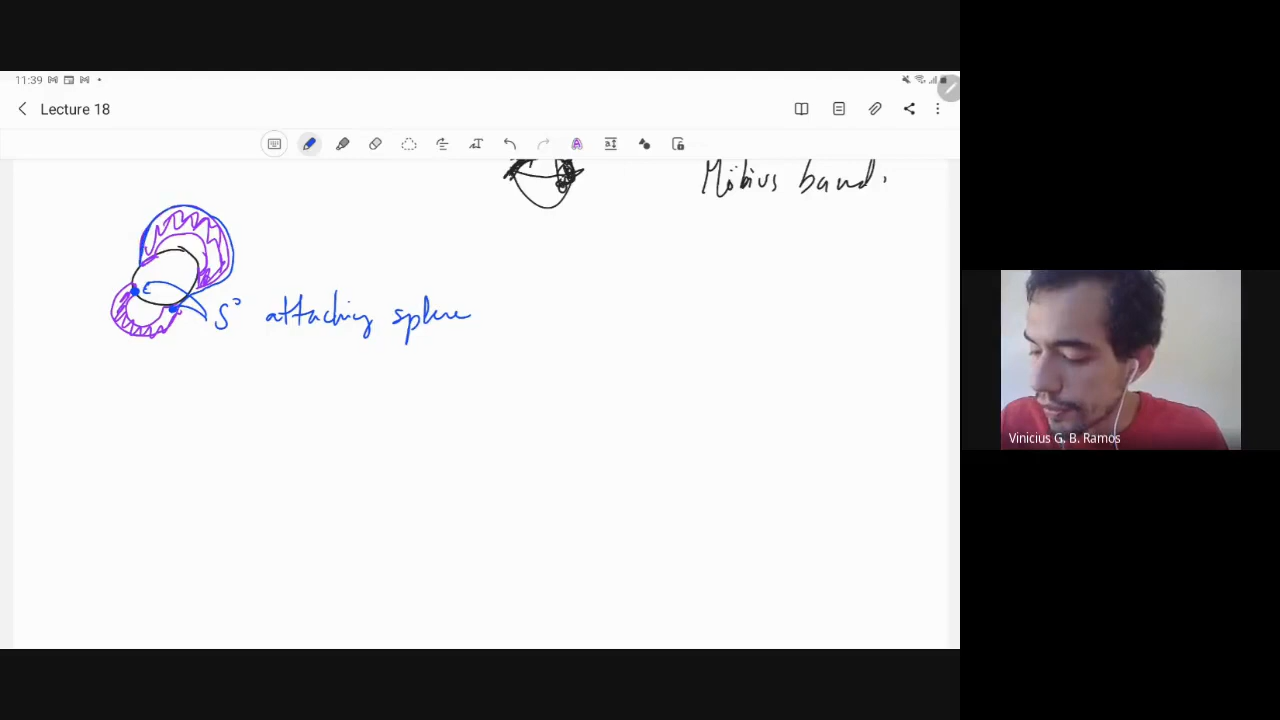 11:39
Lecture 18
Möbius band.
S° attaching sphere
Vinicius G. B. Ramos